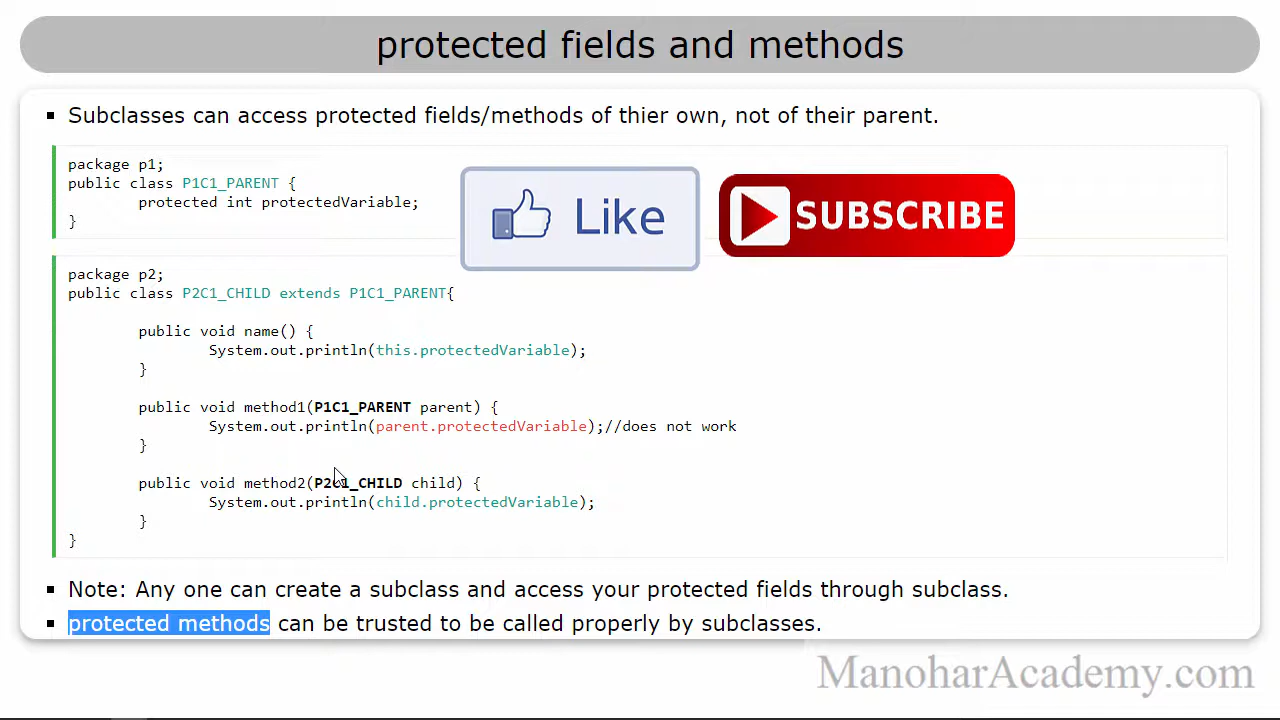 protected fields and methods
Subclasses can access protected fields/methods of thier own, not of their parent.
package p1;
public class P1C1_PARENT {
protected int protectedVariable;
}
Like
SUBSCRIBE
package p2;
public class P2C1_CHILD extends P1C1_PARENT{
public void name() {
System.out.println(this.protectedVariable);
}
public void method1(P1C1_PARENT parent) {
System.out.println(parent.protectedVariable);//does not work
}
public void method2(P2C1_CHILD child) {
System.out.println(child.protectedVariable);
}
}
Note: Any one can create a subclass and access your protected fields through subclass.
protected methods can be trusted to be called properly by subclasses.
ManoharAcademy.com